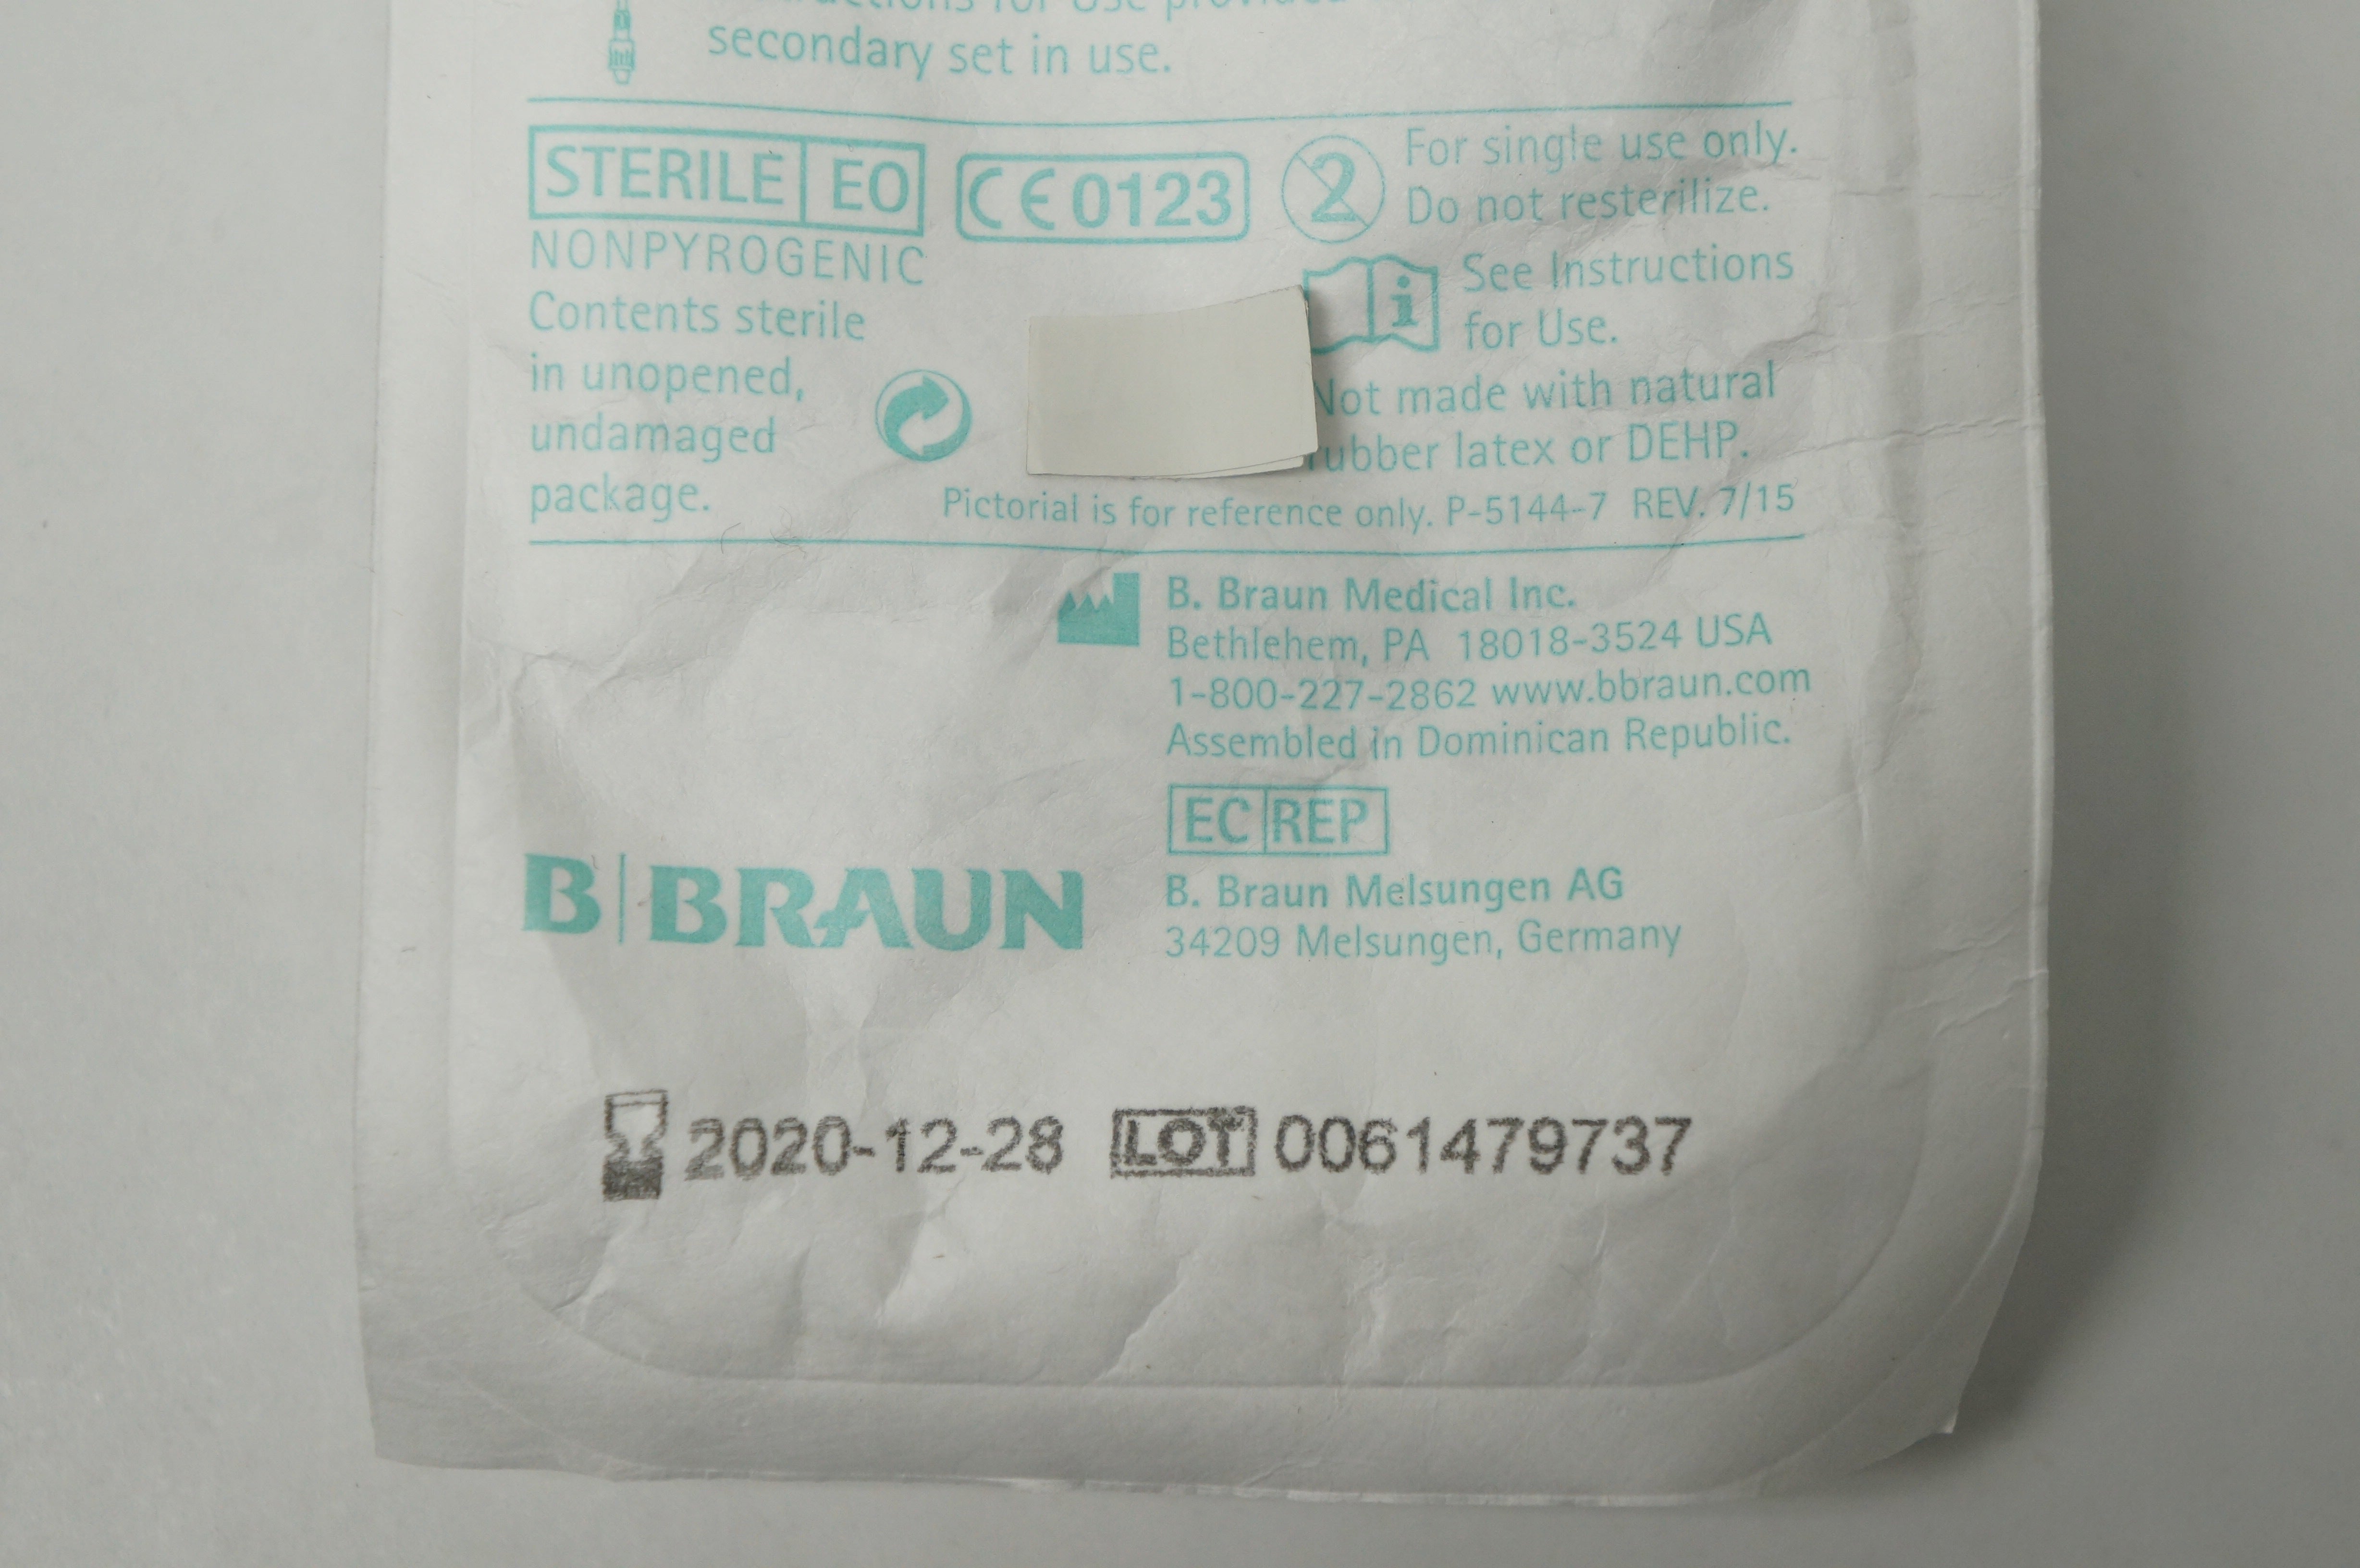 secondary set in use.
STERILE EO
CE 0123
2
For single use only.
Do not resterilize.
NONPYROGENIC
Contents sterile
in unopened,
undamaged
package.
i
See Instructions
for Use.
Not made with natural
rubber latex or DEHP.
Pictorial is for reference only. P-5144-7 REV. 7/15
B. Braun Medical Inc.
Bethlehem, PA 18018-3524 USA
1-800-227-2862 www.bbraun.com
Assembled in Dominican Republic.
EC REP
B. Braun Melsungen AG
34209 Melsungen, Germany
B|BRAUN
2020-12-28 LOT 0061479737